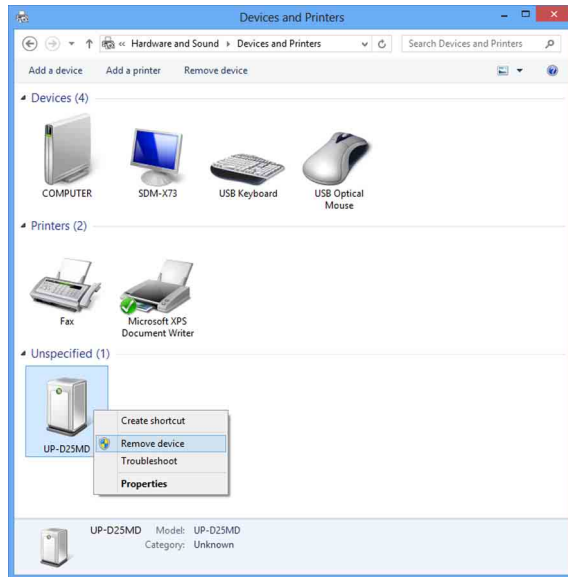 Devices and Printers
« Hardware and Sound Devices and Printers
Search Devices and Printers
Add a device Add a printer Remove device
Devices (4)
COMPUTER SDM-X73 USB Keyboard USB Optical
Mouse
Printers (2)
Fax Microsoft XPS
Document Writer
Unspecified (1)
UP-D25MD
Create shortcut
Remove device
Troubleshoot
Properties
UP-D25MD Model: UP-D25MD
Category: Unknown